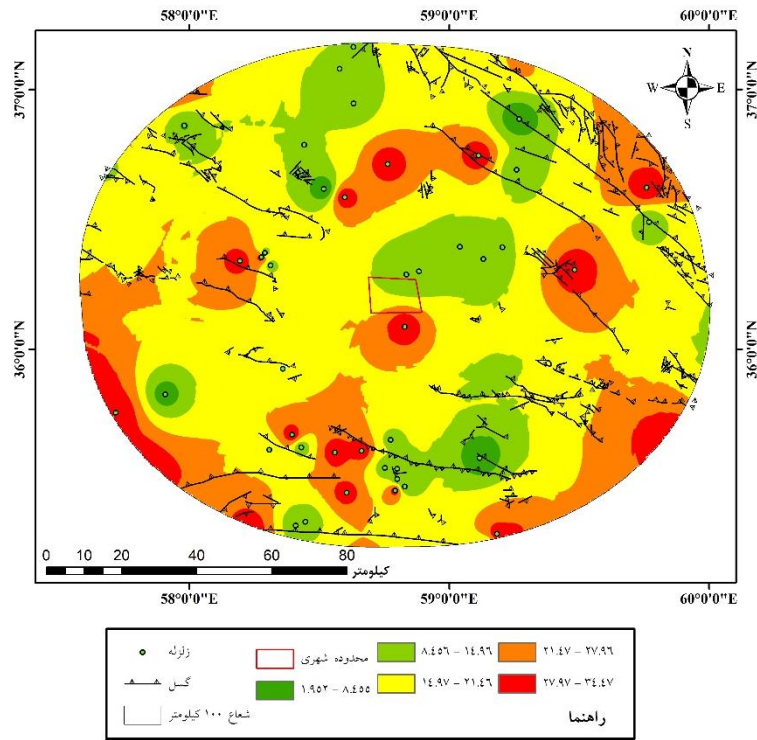 58°0'0"E 59°0'0"E 60°0'0"E
N
W E
S
37°0'0"N 37°0'0"N
36°0'0"N 36°0'0"N
0 10 20 40 60 80
کیلومتر
58°0'0"E 59°0'0"E 60°0'0"E
زلزله محدوده شهری ۸.۴۵۶ – ۱۴.۹۶ ۲۱.۴۷ – ۲۷.۹۶
گسل ۱.۹۵۲ – ۸.۴۵۵ ۱۴.۹۷ – ۲۱.۴۶ ۲۷.۹۷ – ۳۴.۴۷
شعاع ۱۰۰ کیلومتر راهنما